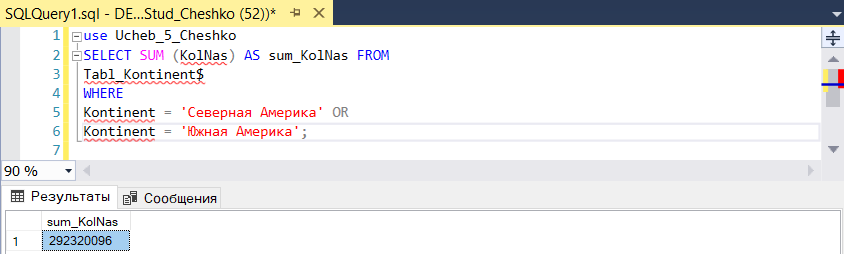 SQLQuery1.sql - DE...Stud_Cheshko (52))*
1 use Ucheb_5_Cheshko
2 SELECT SUM (KolNas) AS sum_KolNas FROM
3 Tabl_Kontinent$
4 WHERE
5 Kontinent = 'Северная Америка' OR
6 Kontinent = 'Южная Америка';
7
90 %
Результаты Сообщения
sum_KolNas
1 292320096